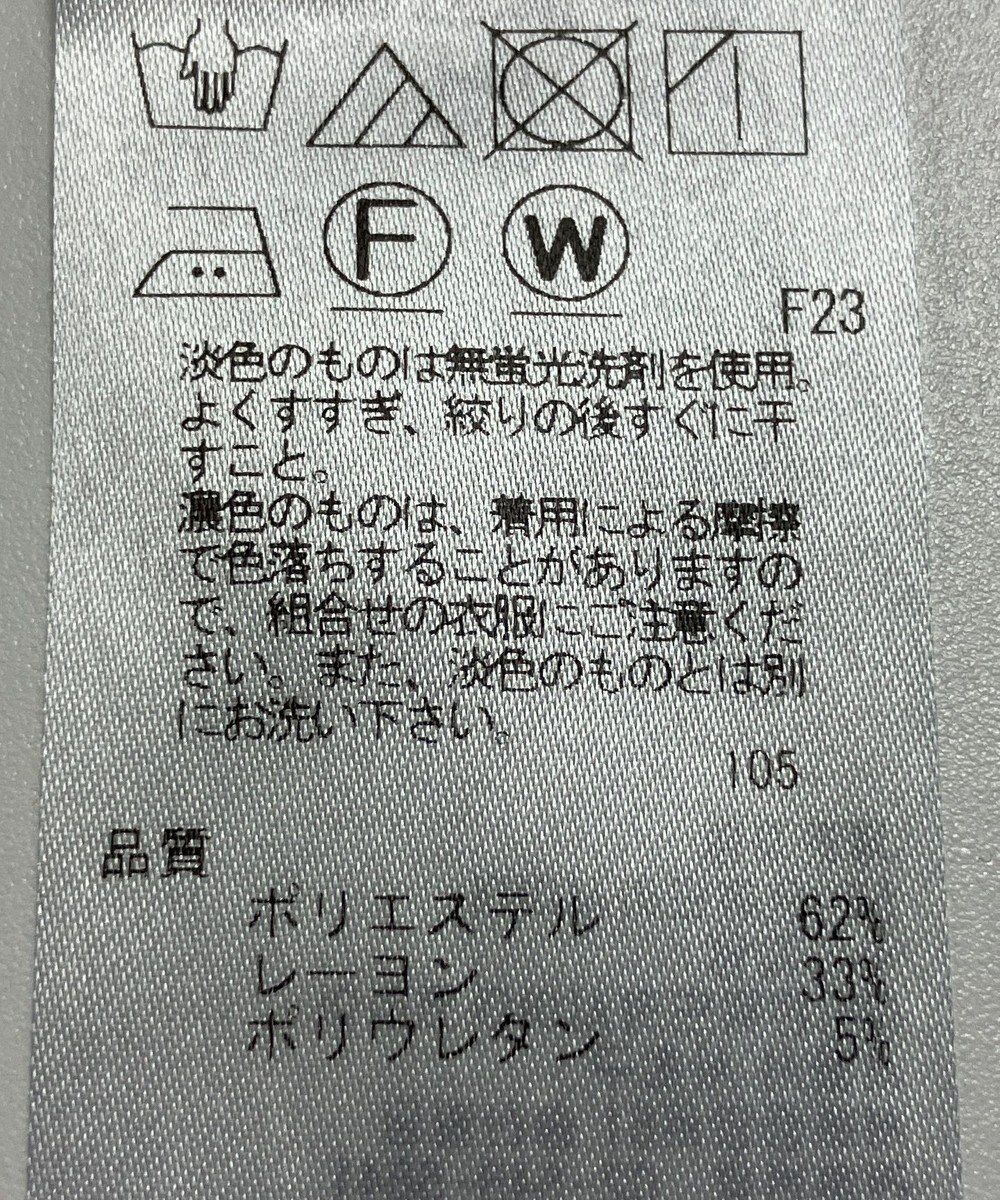 F W
F23
淡色のものは無蛍光洗剤を使用。
よくすすぎ、絞りの後すぐに干
すこと。
濃色のものは、着用による摩擦
で色落ちすることがありますの
で、組合せの衣服にご注意くだ
さい。また、淡色のものとは別
にお洗い下さい。
105
品質
ポリエステル 62%
レーヨン 33%
ポリウレタン 5%